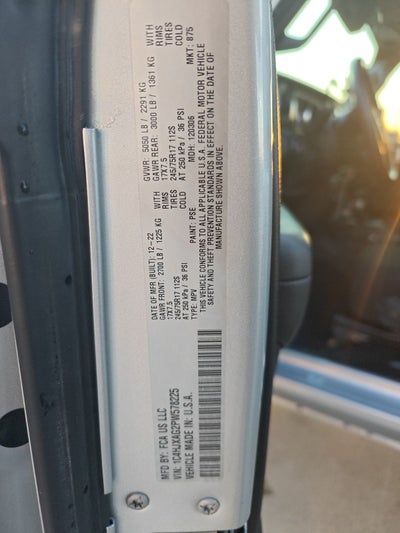 MFD BY: FCA US LLC
DATE OF MFR (BUILT): 12-22
GVWR: 5050 LB / 2291 KG
GAWR FRONT: 2700 LB / 1225 KG WITH
GAWR REAR: 3000 LB / 1361 KG WITH
17X7.5 RIMS
17X7.5 RIMS
245/75R17 112S TIRES
245/75R17 112S TIRES
AT 250 kPa / 36 PSI COLD
AT 250 kPa / 36 PSI COLD
VIN: 1C4HJXAG2PW578225
TYPE: MPV
PAINT: PSE
MDH: 120306
MKT: 875
VEHICLE MADE IN: U.S.A.
THIS VEHICLE CONFORMS TO ALL APPLICABLE U.S.A. FEDERAL MOTOR VEHICLE
SAFETY AND THEFT PREVENTION STANDARDS IN EFFECT ON THE DATE OF
MANUFACTURE SHOWN ABOVE.